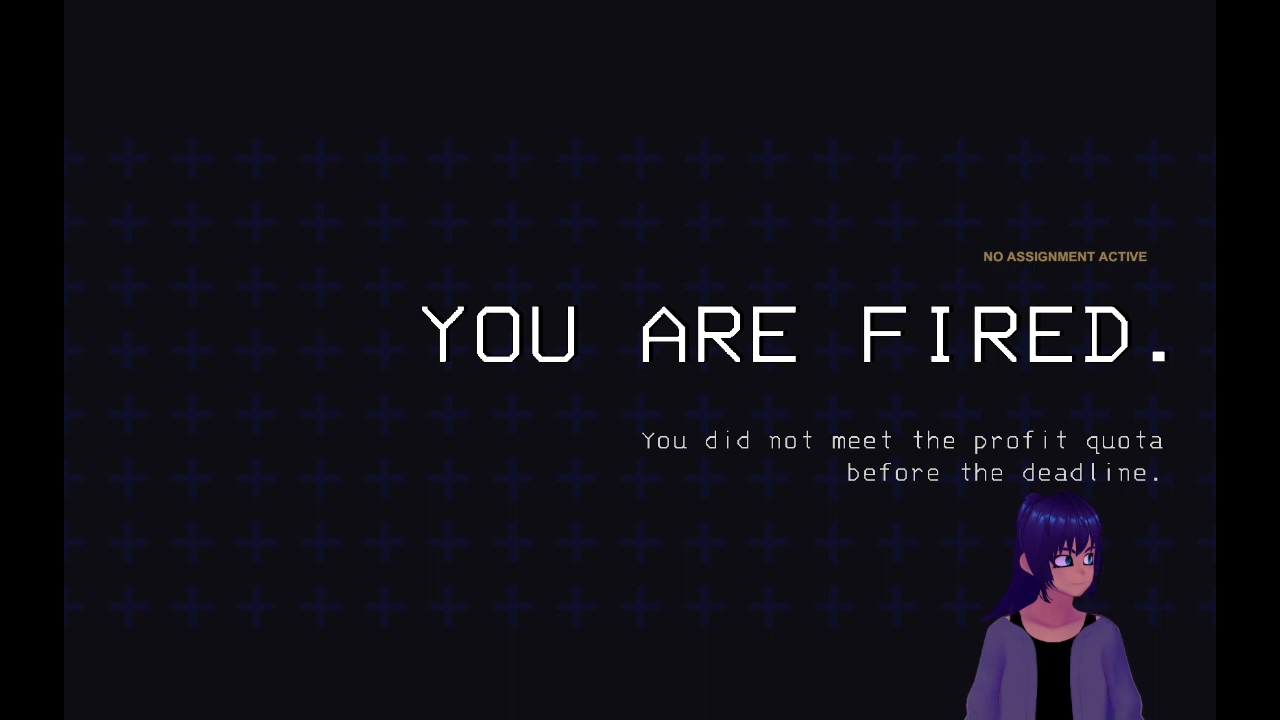 NO ASSIGNMENT ACTIVE
YOU ARE FIRED.
You did not meet the profit quota
before the deadline.